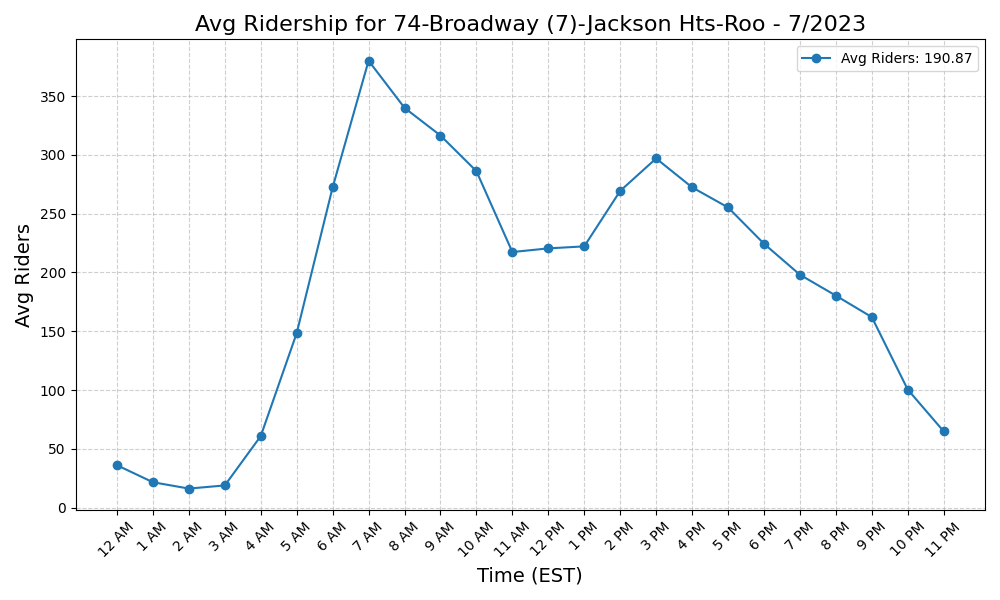 Avg Ridership for 74-Broadway (7)-Jackson Hts-Roo - 7/2023
Avg Riders: 190.87
Avg Riders
350
300
250
200
150
100
50
0
12 AM
1 AM
2 AM
3 AM
4 AM
5 AM
6 AM
7 AM
8 AM
9 AM
10 AM
11 AM
12 PM
1 PM
2 PM
3 PM
4 PM
5 PM
6 PM
7 PM
8 PM
9 PM
10 PM
11 PM
Time (EST)